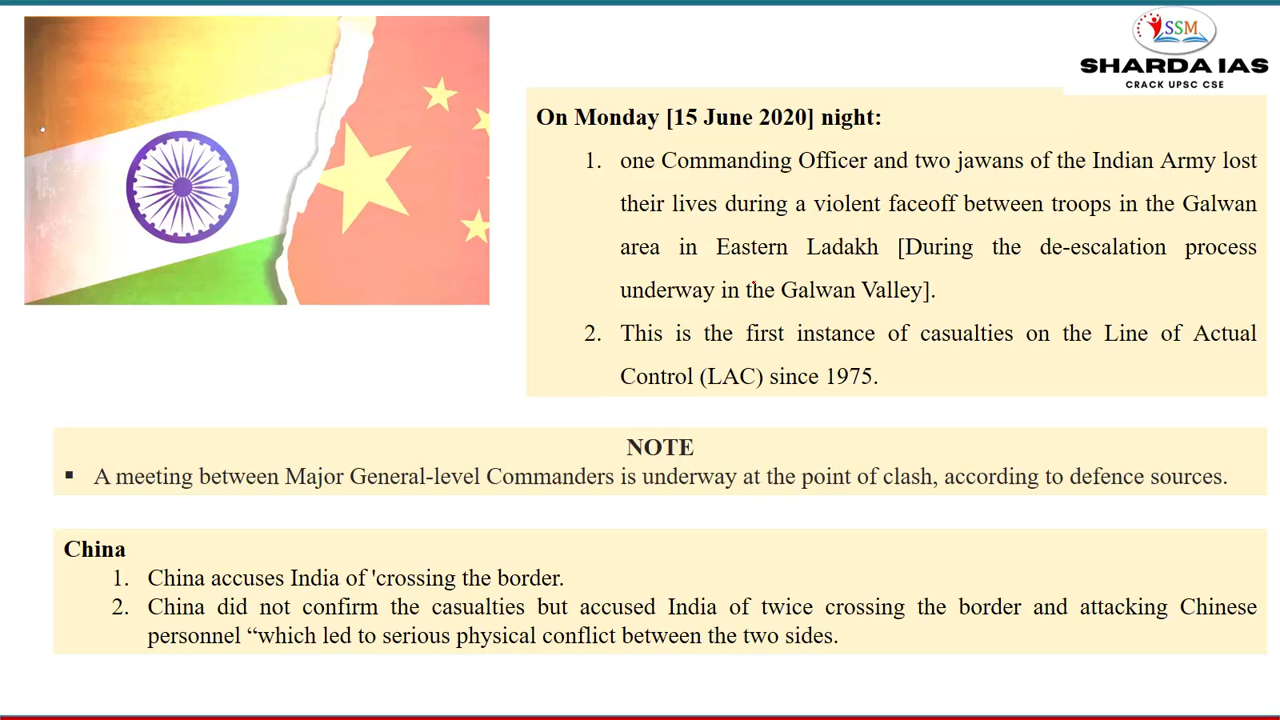 SSM
SHARDA IAS
CRACK UPSC CSE
On Monday [15 June 2020] night:
1. one Commanding Officer and two jawans of the Indian Army lost
their lives during a violent faceoff between troops in the Galwan
area in Eastern Ladakh [During the de-escalation process
underway in the Galwan Valley].
2. This is the first instance of casualties on the Line of Actual
Control (LAC) since 1975.
NOTE
▪ A meeting between Major General-level Commanders is underway at the point of clash, according to defence sources.
China
1. China accuses India of 'crossing the border.
2. China did not confirm the casualties but accused India of twice crossing the border and attacking Chinese
personnel “which led to serious physical conflict between the two sides.